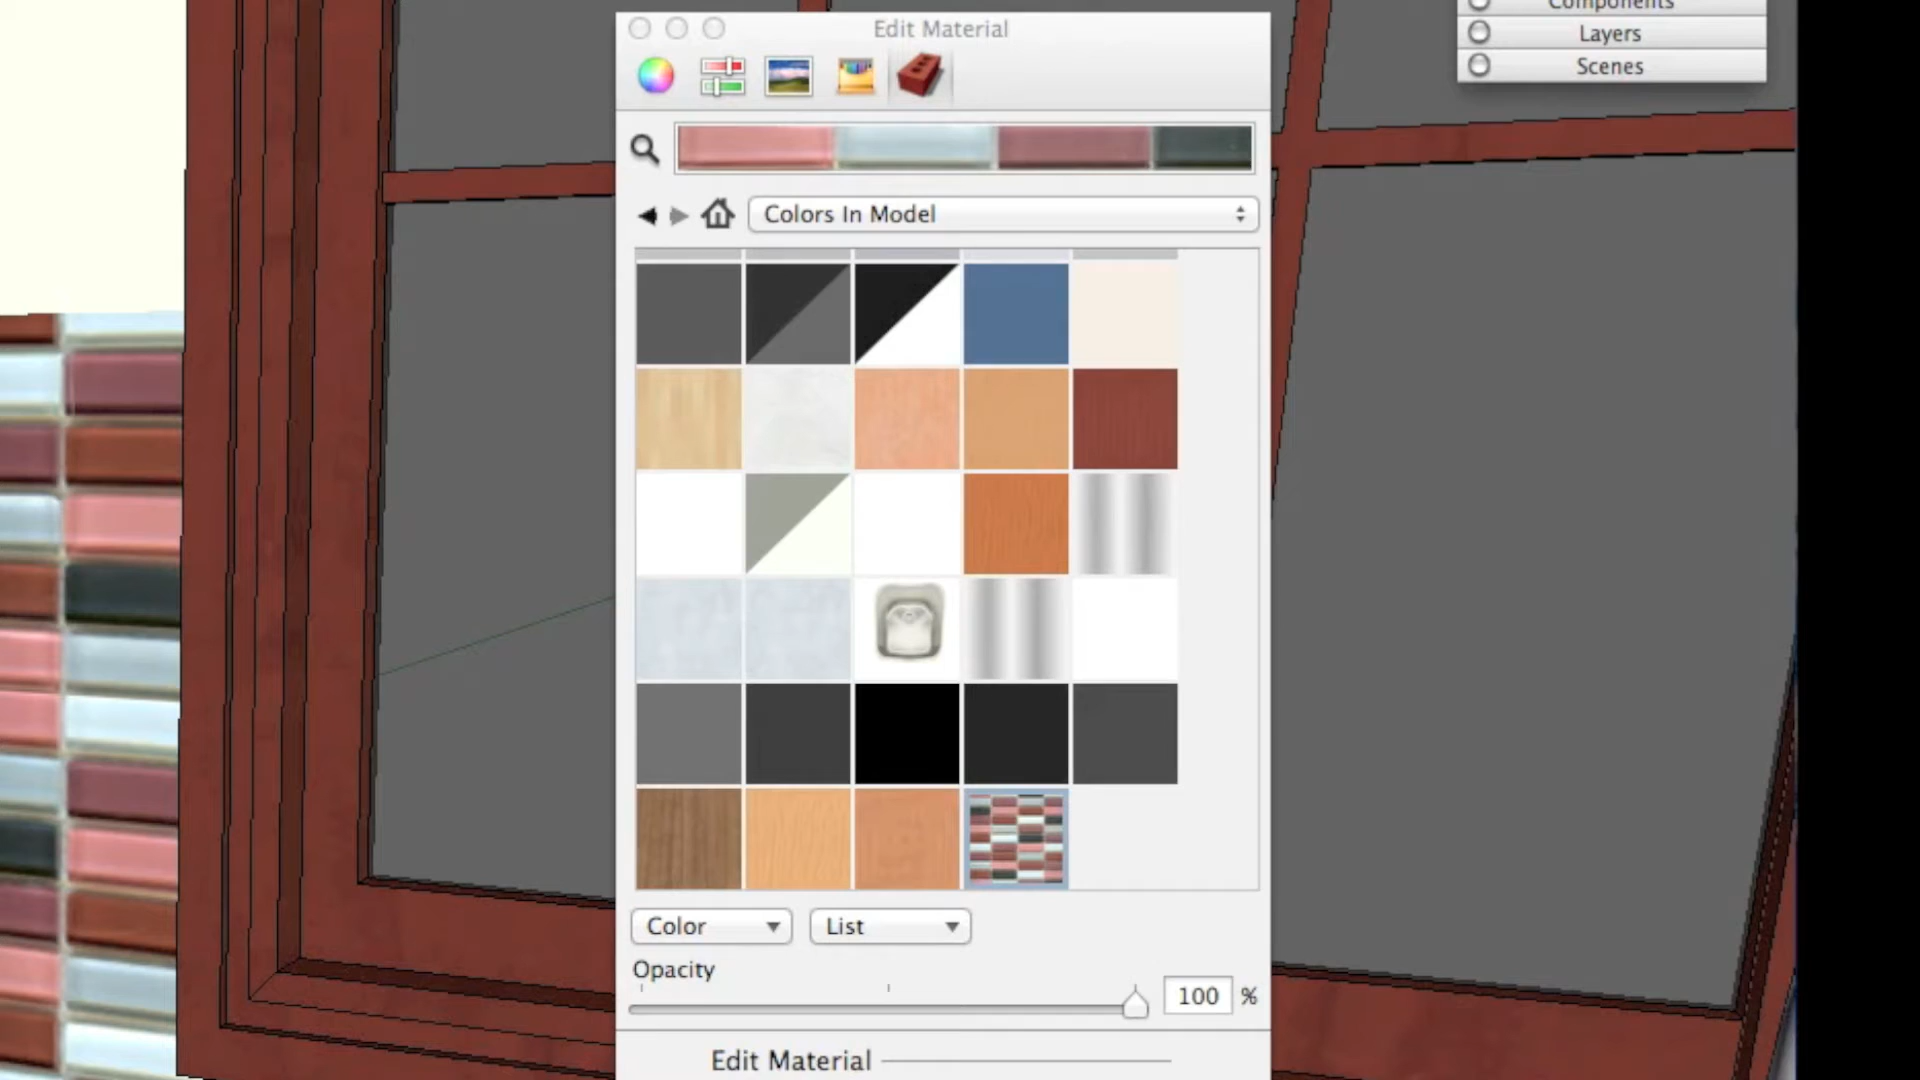 Edit Material
Components
Layers
Scenes
Colors In Model
Color
List
Opacity
100 %
Edit Material